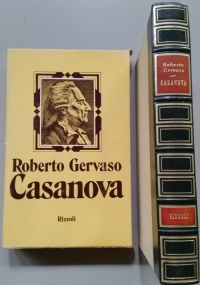 Roberto Gervaso
Casanova
Rizzoli
Roberto
Gervaso
CASANOVA
RIZZOLI